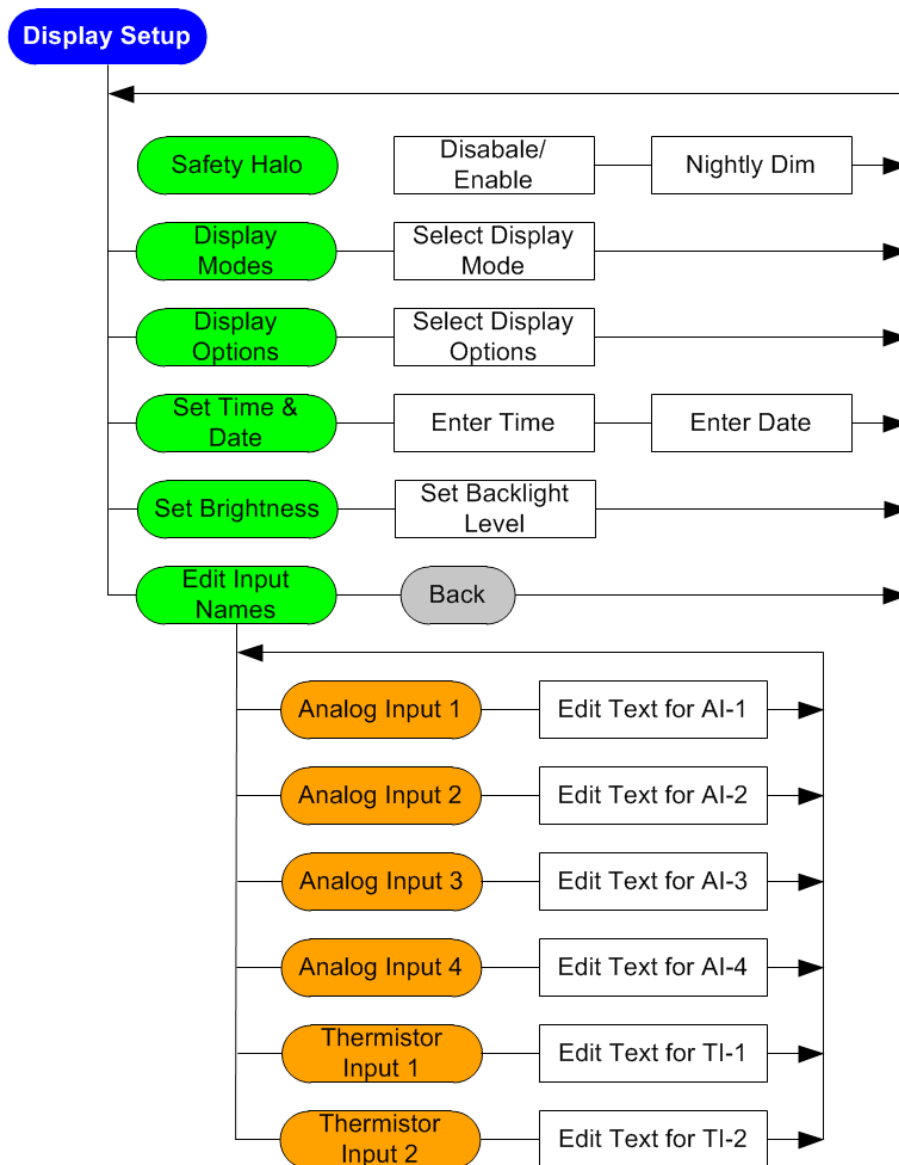 Display Setup
Safety Halo
Disabale/
Enable
Nightly Dim
Display
Modes
Select Display
Mode
Display
Options
Select Display
Options
Set Time &
Date
Enter Time
Enter Date
Set Brightness
Set Backlight
Level
Edit Input
Names
Back
Analog Input 1
Edit Text for AI-1
Analog Input 2
Edit Text for AI-2
Analog Input 3
Edit Text for AI-3
Analog Input 4
Edit Text for AI-4
Thermistor
Input 1
Edit Text for TI-1
Thermistor
Input 2
Edit Text for TI-2